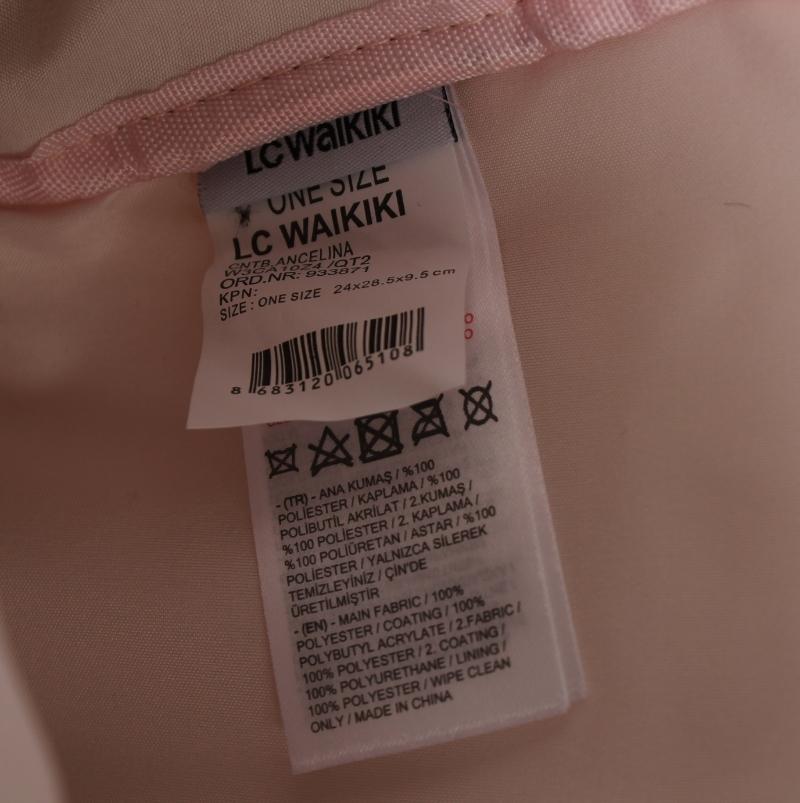 LC Waikiki
ONE SIZE
LC WAIKIKI
CNTB.ANCELINA
W3CA10Z4 /QT2
ORD.NR: 933871
KPN:
SIZE : ONE SIZE 24x28.5x9.5 cm
8 683120 065108
- (TR) - ANA KUMAŞ / %100
POLİESTER / KAPLAMA / %100
POLİBUTİL AKRİLAT / 2.KUMAŞ /
%100 POLİESTER / 2. KAPLAMA /
%100 POLİÜRETAN / ASTAR / %100
POLİESTER / YALNIZCA SİLEREK
TEMİZLEYİNİZ / ÇİN'DE
ÜRETİLMİŞTİR
- (EN) - MAIN FABRIC / 100%
POLYESTER / COATING / 100%
POLYBUTYL ACRYLATE / 2.FABRIC /
100% POLYESTER / 2. COATING /
100% POLYURETHANE / LINING /
100% POLYESTER / WIPE CLEAN
ONLY / MADE IN CHINA